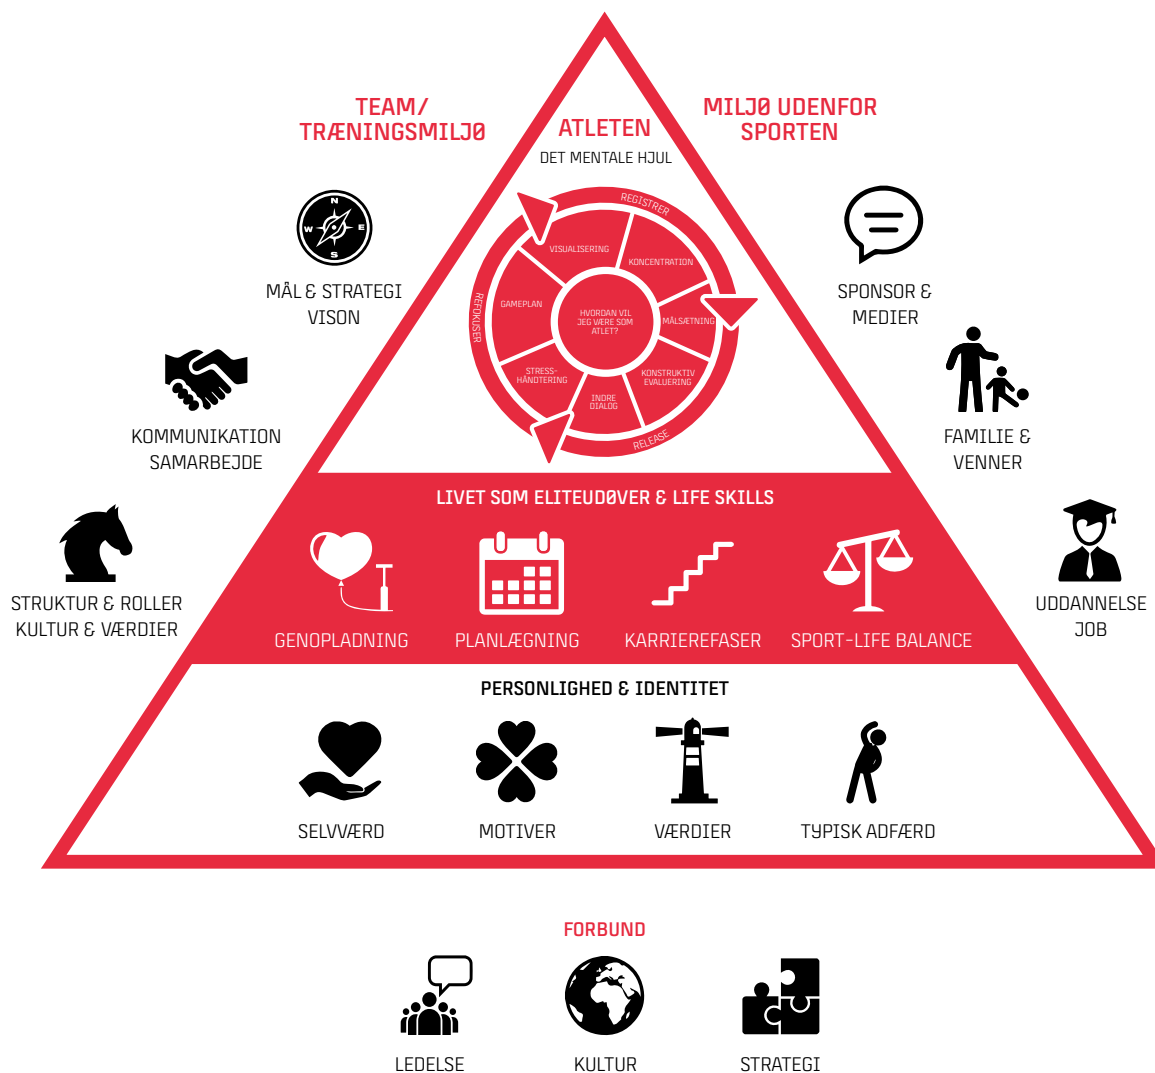 TEAM/
TRÆNINGSMILJØ
MÅL & STRATEGI
VISON
KOMMUNIKATION
SAMARBEJDE
STRUKTUR & ROLLER
KULTUR & VÆRDIER
ATLETEN
DET MENTALE HJUL
REGISTRER
RELEASE
REFOKUSER
VISUALISERING
KONCENTRATION
MÅLSÆTNING
KONSTRUKTIV
EVALUERING
INDRE
DIALOG
STRESS-
HÅNDTERING
GAMEPLAN
HVORDAN VIL
JEG VÆRE SOM
ATLET?
MILJØ UDENFOR
SPORTEN
SPONSOR &
MEDIER
FAMILIE &
VENNER
UDDANNELSE
JOB
LIVET SOM ELITEUDØVER & LIFE SKILLS
GENOPLADNING
PLANLÆGNING
KARRIEREFASER
SPORT-LIFE BALANCE
PERSONLIGHED & IDENTITET
SELVVÆRD
MOTIVER
VÆRDIER
TYPISK ADFÆRD
FORBUND
LEDELSE
KULTUR
STRATEGI
N
W
E
S